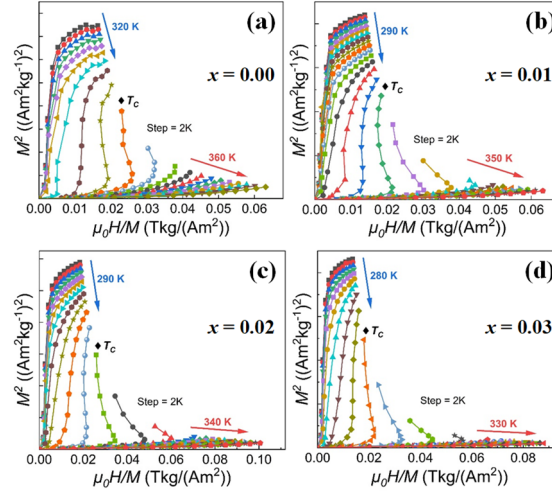 320 K
(a)
x = 0.00
◆ T_C
Step = 2K
360 K
M² ((Am²kg⁻¹)²)
0.00 0.01 0.02 0.03 0.04 0.05 0.06
μ₀H/M (Tkg/(Am²)
290 K
(b)
x = 0.01
◆ T_C
Step = 2K
350 K
M² ((Am²kg⁻¹)²)
0.00 0.01 0.02 0.03 0.04 0.05 0.06
μ₀H/M (Tkg/(Am²)
(c)
290 K
x = 0.02
◆ T_C
Step = 2K
340 K
M² ((Am²kg⁻¹)²)
0.00 0.02 0.04 0.06 0.08 0.10
μ₀H/M (Tkg/(Am²)
(d)
280 K
x = 0.03
◆ T_C
Step = 2K
330 K
M² ((Am²kg⁻¹)²)
0.00 0.02 0.04 0.06 0.08
μ₀H/M (Tkg/(Am²)